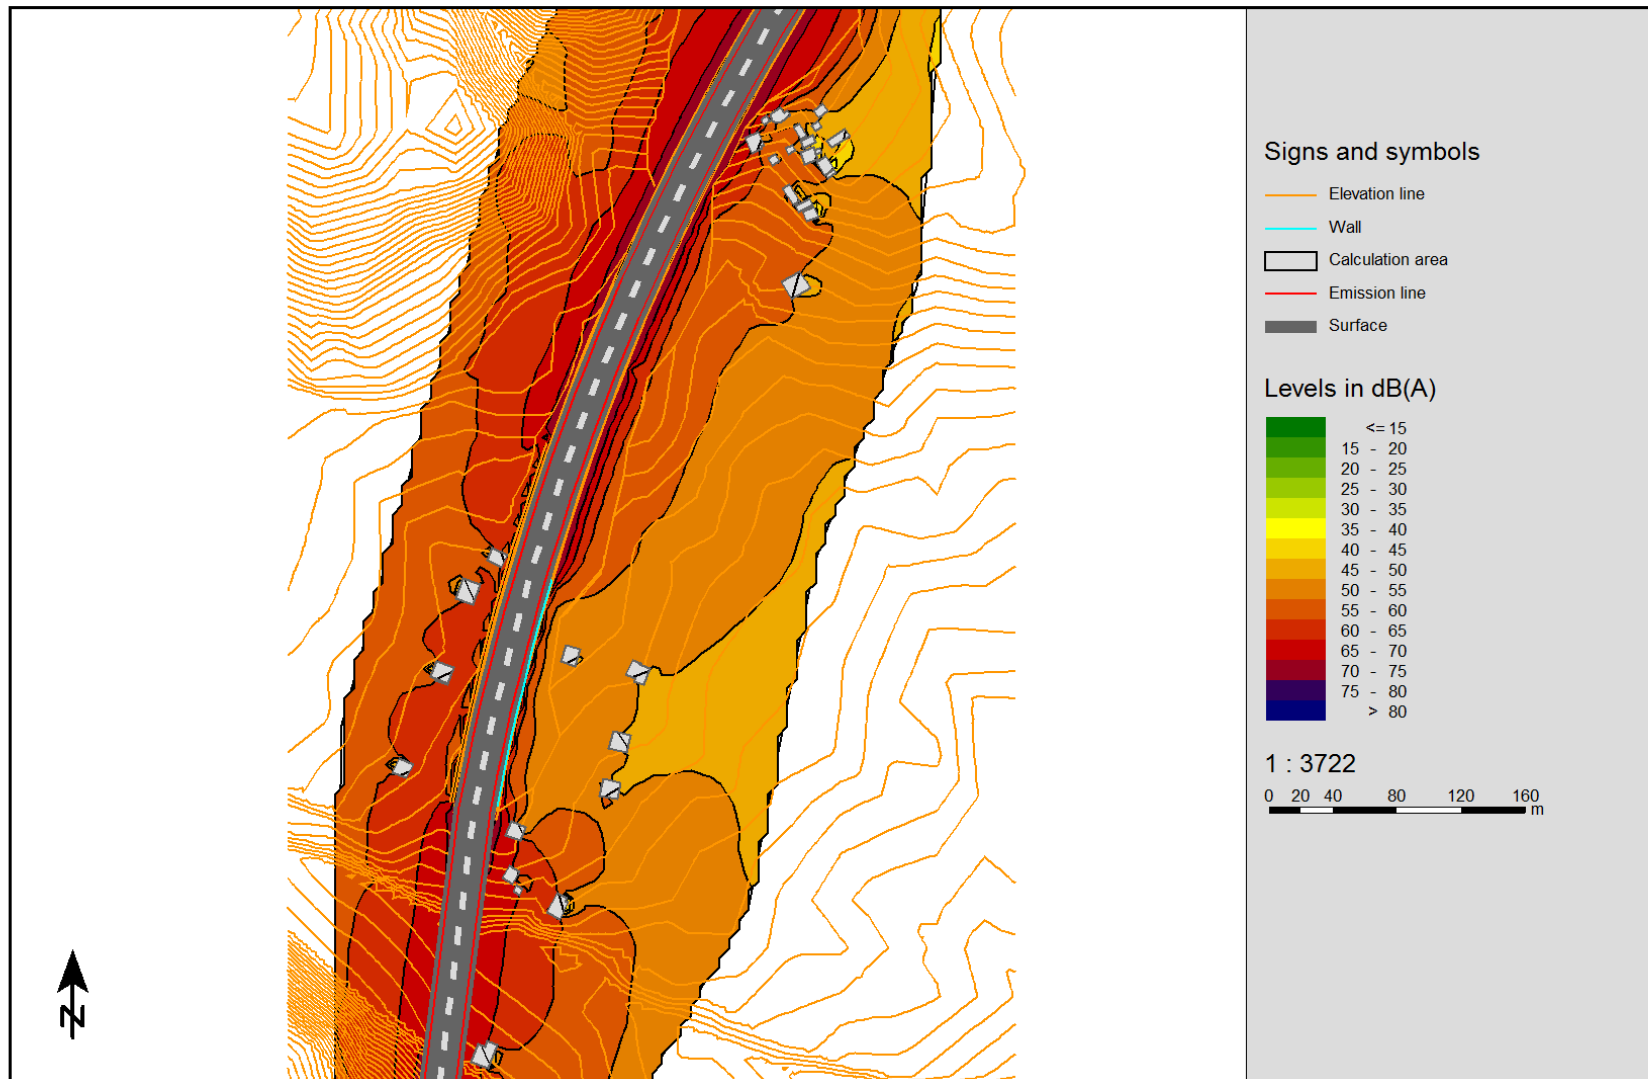 Signs and symbols
Elevation line
Wall
Calculation area
Emission line
Surface
Levels in dB(A)
<= 15
15 - 20
20 - 25
25 - 30
30 - 35
35 - 40
40 - 45
45 - 50
50 - 55
55 - 60
60 - 65
65 - 70
70 - 75
75 - 80
> 80
1 : 3722
0 20 40 80 120 160
m
N